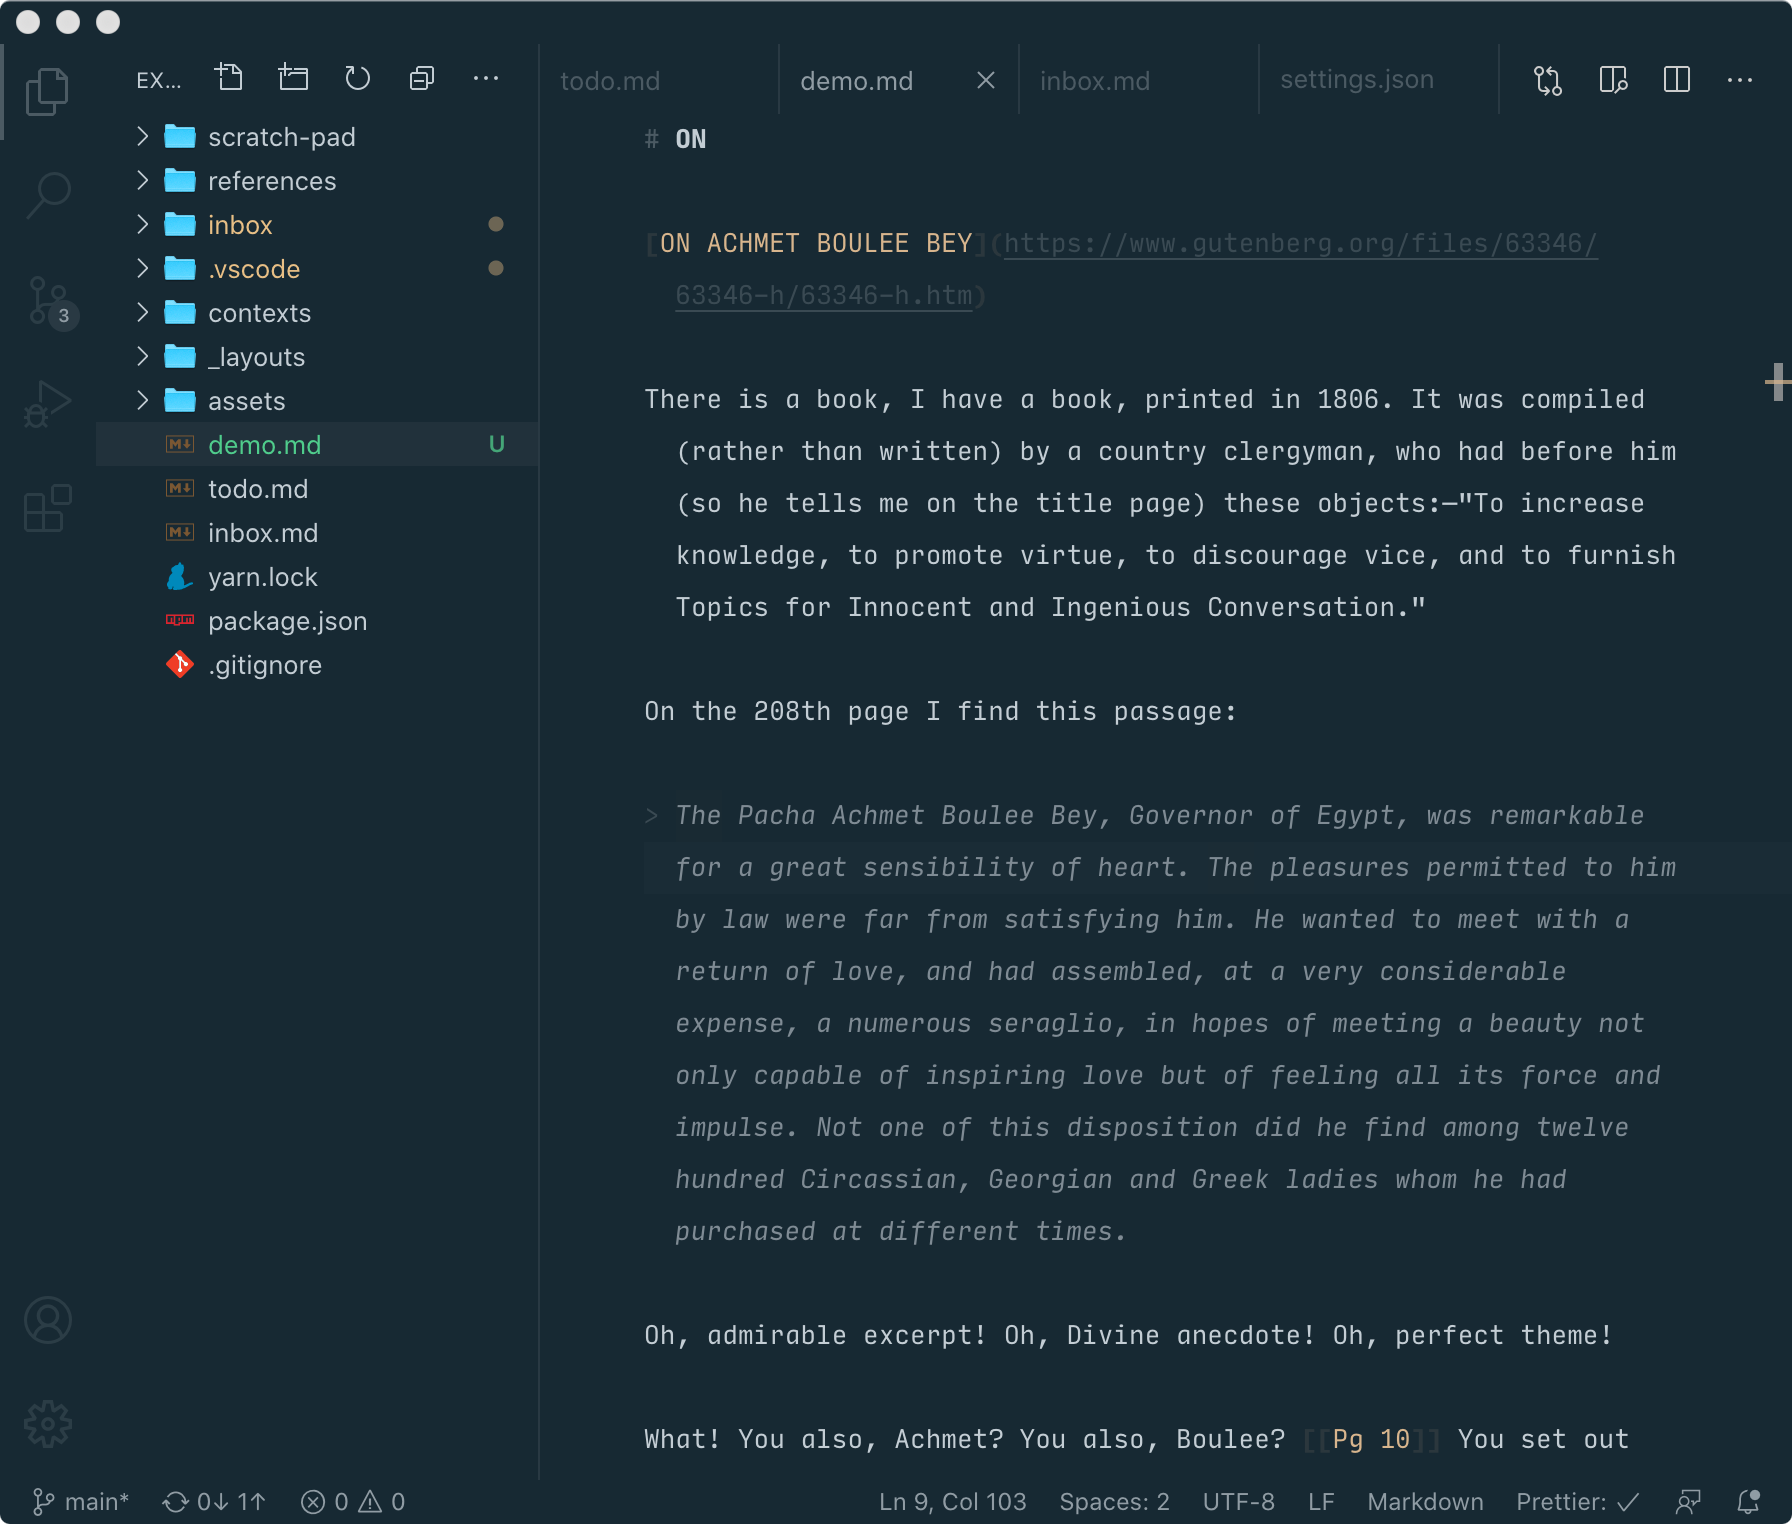 EX...
todo.md
demo.md
inbox.md
settings.json
scratch-pad
references
inbox
.vscode
3
contexts
_layouts
assets
demo.md U
todo.md
inbox.md
yarn.lock
package.json
.gitignore
# ON
[ON ACHMET BOULEE BEY](https://www.gutenberg.org/files/63346/
63346-h/63346-h.htm)
There is a book, I have a book, printed in 1806. It was compiled
(rather than written) by a country clergyman, who had before him
(so he tells me on the title page) these objects:—"To increase
knowledge, to promote virtue, to discourage vice, and to furnish
Topics for Innocent and Ingenious Conversation."
On the 208th page I find this passage:
> The Pacha Achmet Boulee Bey, Governor of Egypt, was remarkable
for a great sensibility of heart. The pleasures permitted to him
by law were far from satisfying him. He wanted to meet with a
return of love, and had assembled, at a very considerable
expense, a numerous seraglio, in hopes of meeting a beauty not
only capable of inspiring love but of feeling all its force and
impulse. Not one of this disposition did he find among twelve
hundred Circassian, Georgian and Greek ladies whom he had
purchased at different times.
Oh, admirable excerpt! Oh, Divine anecdote! Oh, perfect theme!
What! You also, Achmet? You also, Boulee? [[Pg 10]] You set out
main* 0↓ 1↑ 0 0 Ln 9, Col 103 Spaces: 2 UTF-8 LF Markdown Prettier: ✓